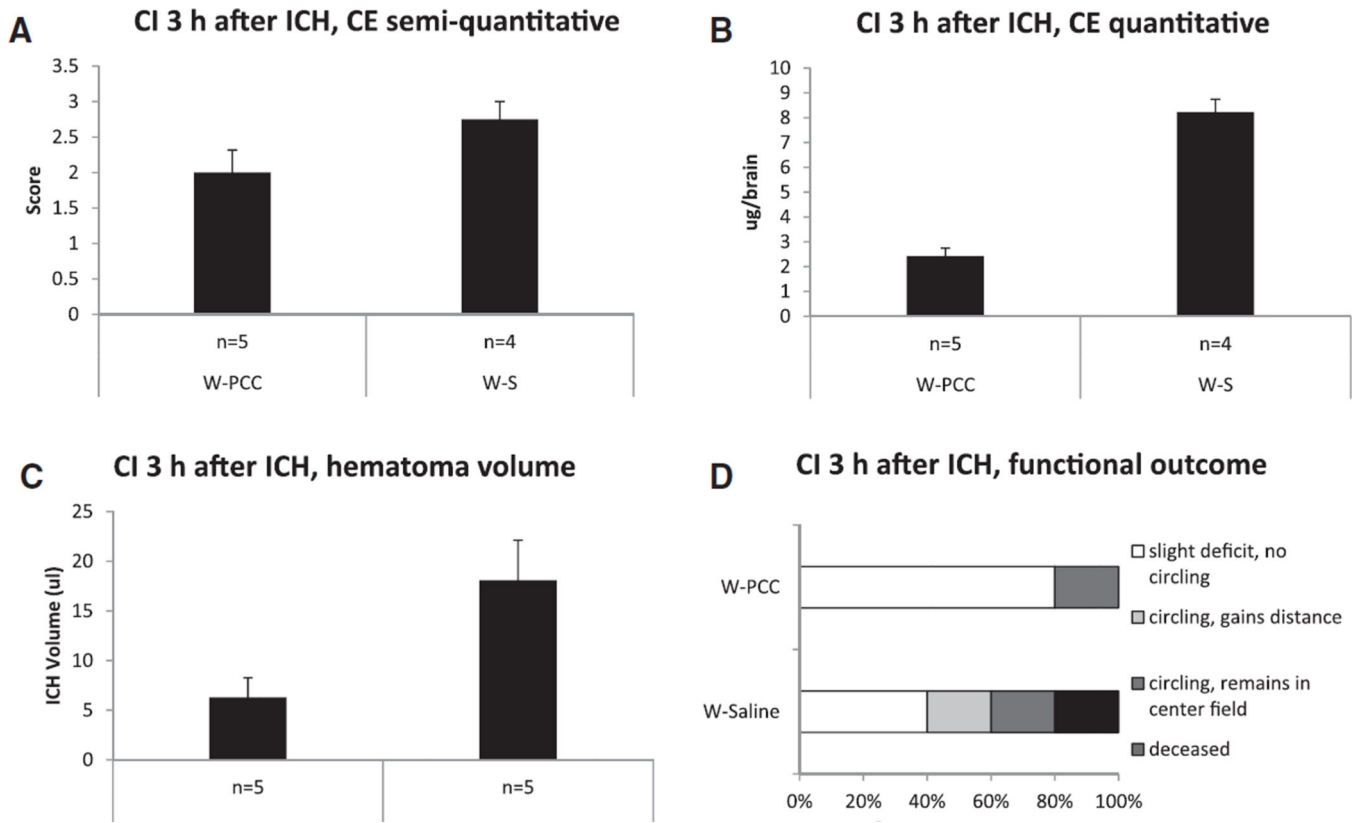 A
CI 3 h after ICH, CE semi-quantitative
3.5
3
2.5
2
1.5
1
0.5
0
Score
n=5
n=4
W-PCC
W-S
B
CI 3 h after ICH, CE quantitative
10
9
8
7
6
5
4
3
2
1
0
ug/brain
n=5
n=4
W-PCC
W-S
C
CI 3 h after ICH, hematoma volume
25
20
15
10
5
0
ICH Volume (ul)
n=5
n=5
D
CI 3 h after ICH, functional outcome
W-PCC
W-Saline
0% 20% 40% 60% 80% 100%
slight deficit, no
circling
circling, gains distance
circling, remains in
center field
deceased